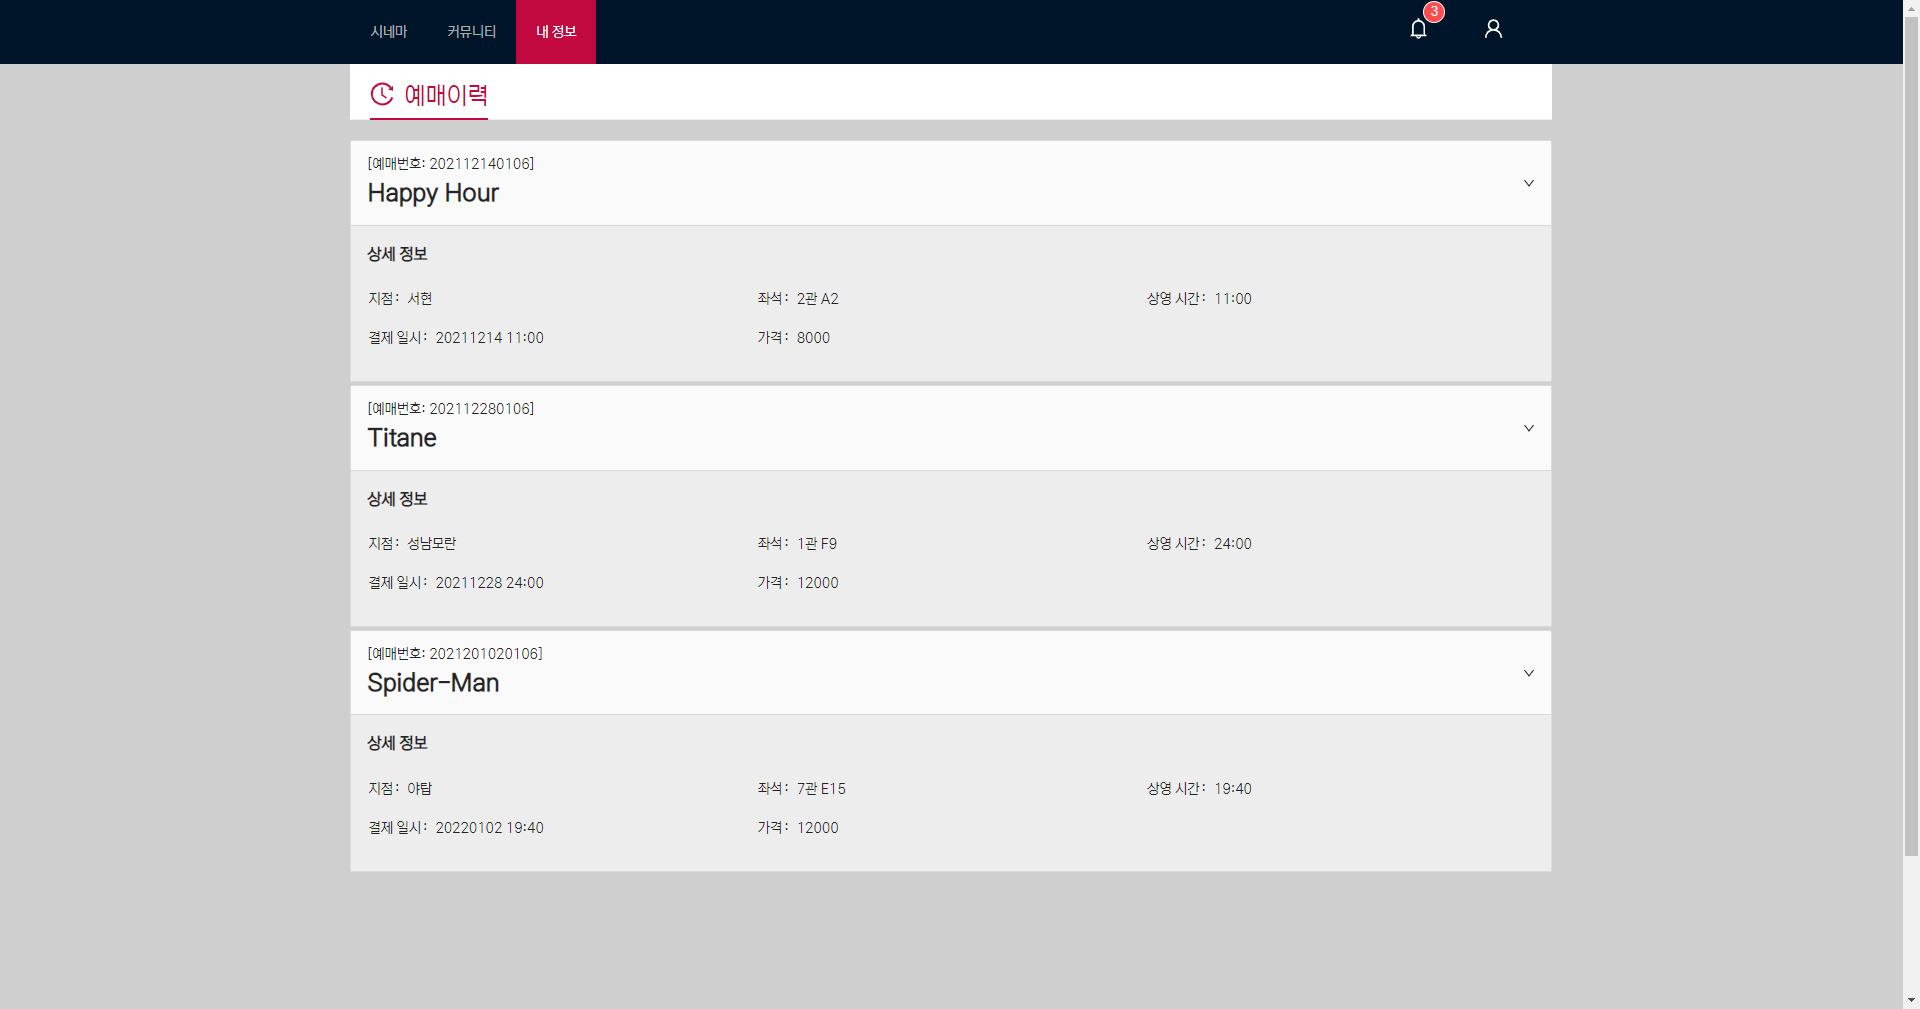 시네마 커뮤니티 내 정보 3
예매이력
[예매번호: 202112140106]
Happy Hour
상세 정보
지점: 서현 좌석: 2관 A2 상영 시간: 11:00
결제 일시: 20211214 11:00 가격: 8000
[예매번호: 202112280106]
Titane
상세 정보
지점: 성남모란 좌석: 1관 F9 상영 시간: 24:00
결제 일시: 20211228 24:00 가격: 12000
[예매번호: 2021201020106]
Spider-Man
상세 정보
지점: 야탑 좌석: 7관 E15 상영 시간: 19:40
결제 일시: 20220102 19:40 가격: 12000